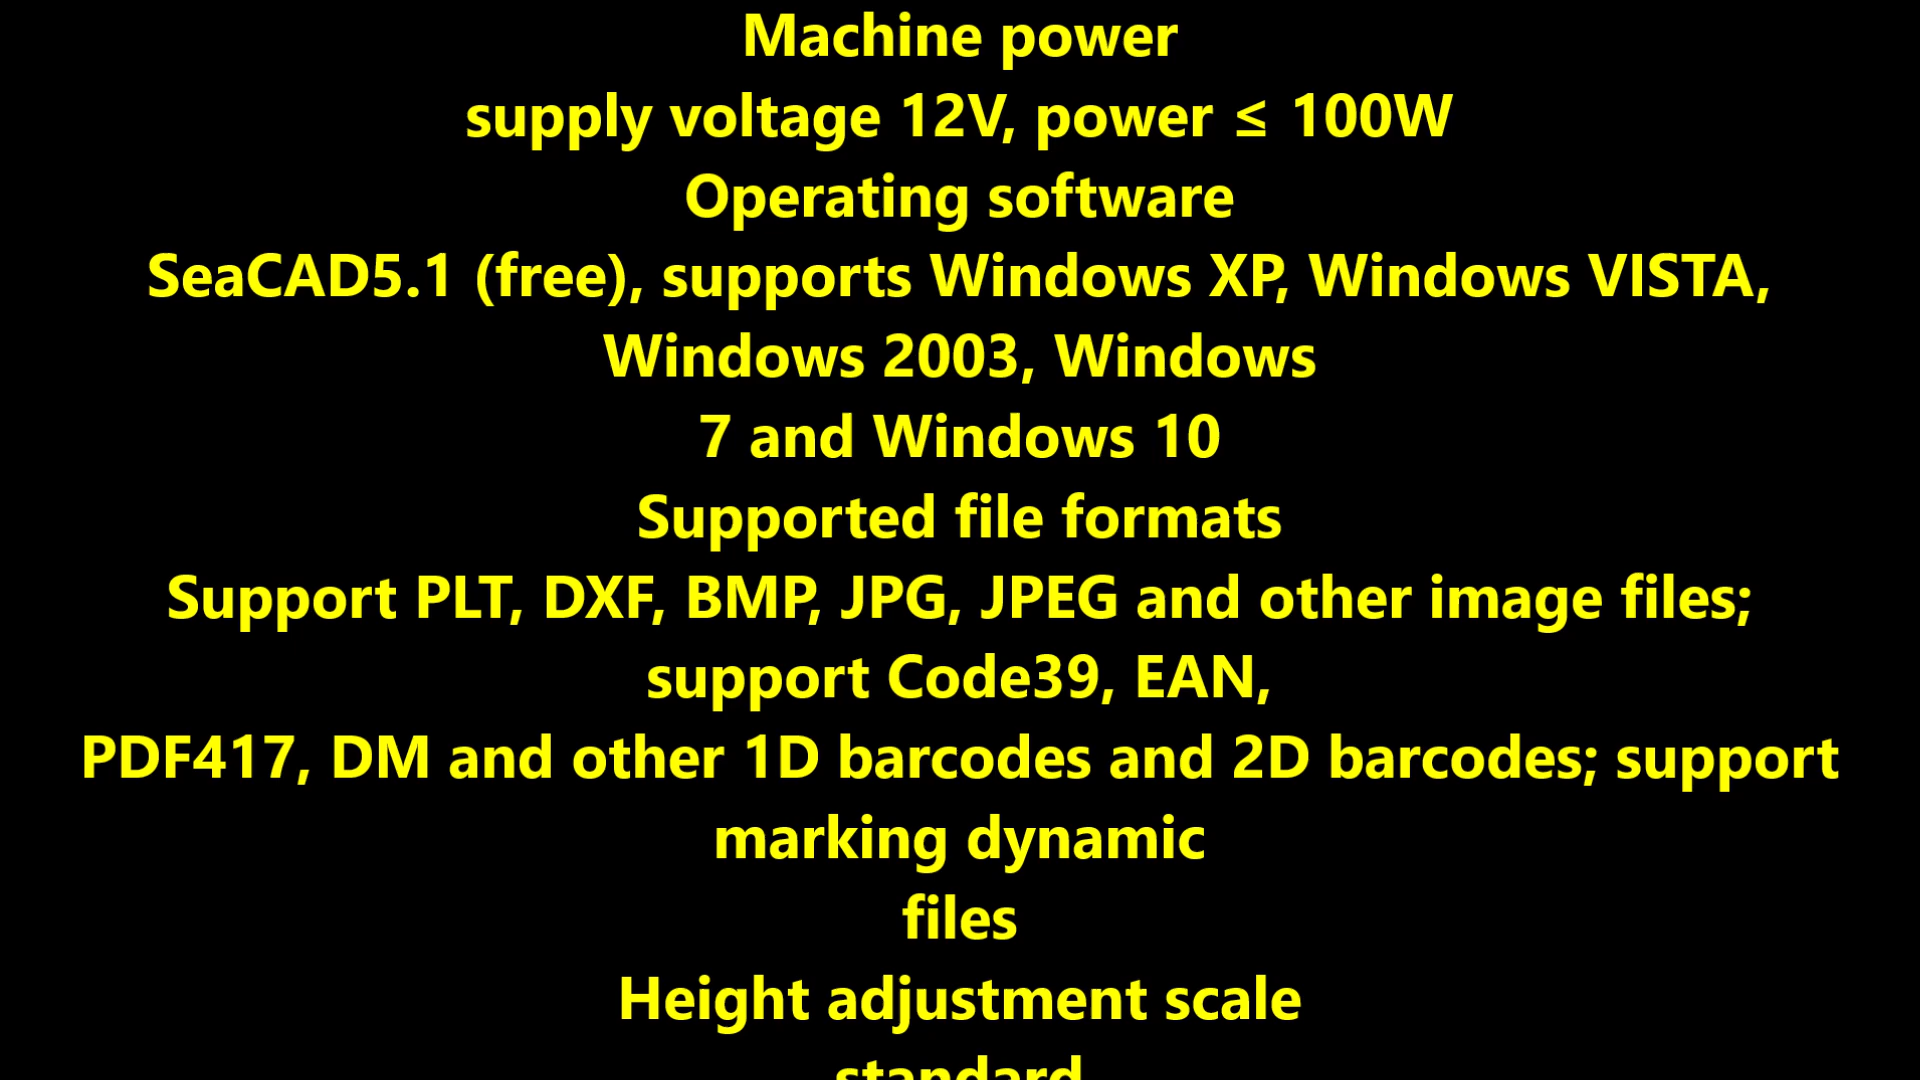 Machine power
supply voltage 12V, power ≤ 100W
Operating software
SeaCAD5.1 (free), supports Windows XP, Windows VISTA,
Windows 2003, Windows
7 and Windows 10
Supported file formats
Support PLT, DXF, BMP, JPG, JPEG and other image files;
support Code39, EAN,
PDF417, DM and other 1D barcodes and 2D barcodes; support
marking dynamic
files
Height adjustment scale
standard